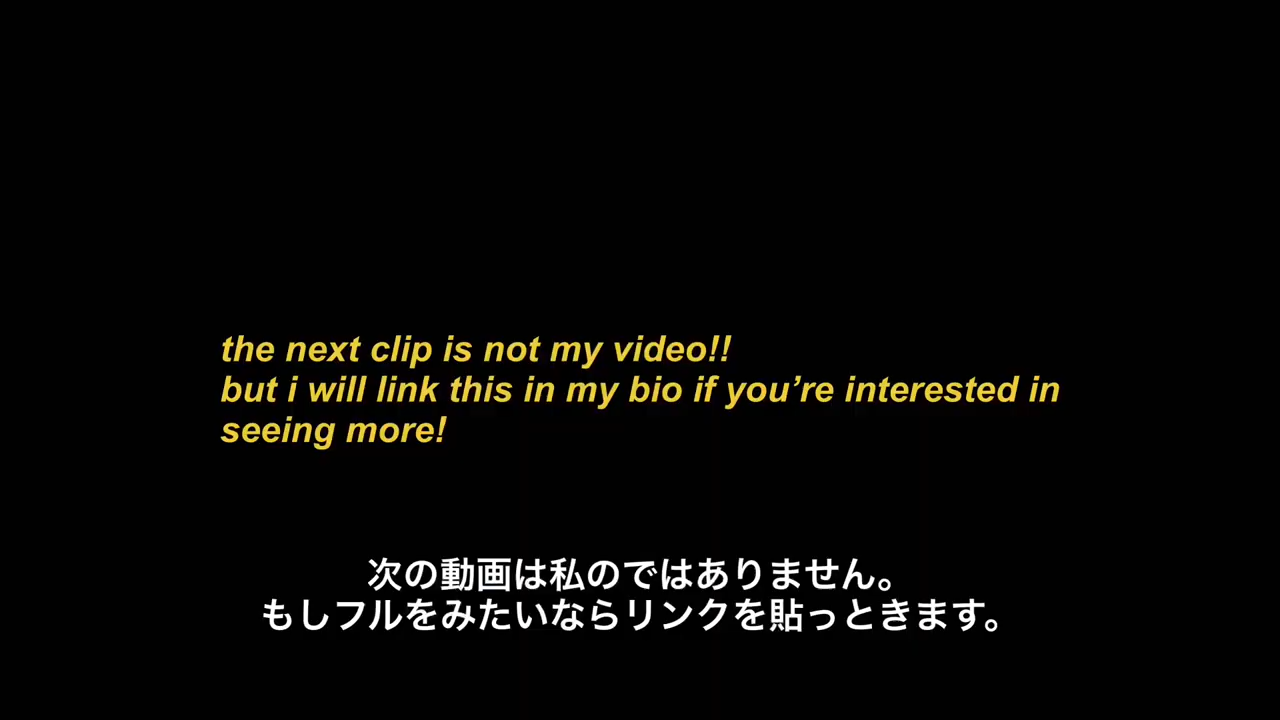 the next clip is not my video!!
but i will link this in my bio if you’re interested in
seeing more!
次の動画は私のではありません。
もしフルをみたいならリンクを貼っときます。